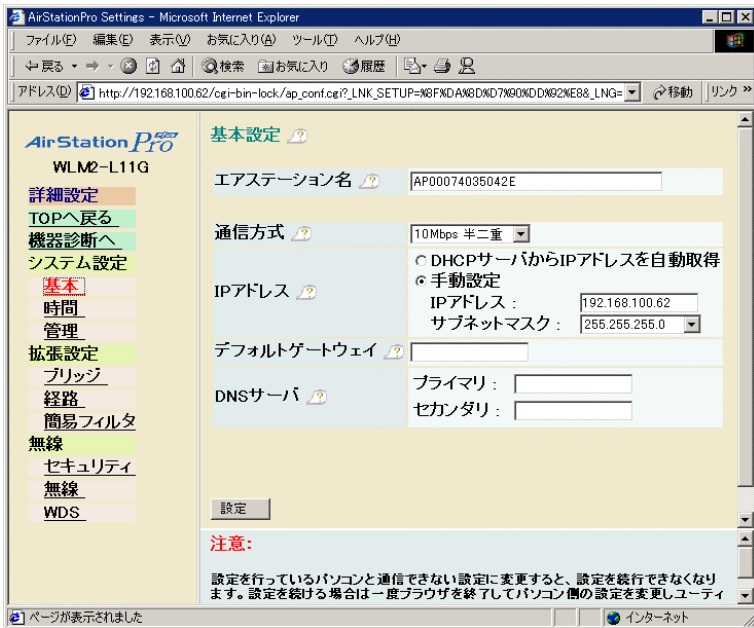 AirStationPro Settings - Microsoft Internet Explorer
ファイル(F) 編集(E) 表示(V) お気に入り(A) ツール(T) ヘルプ(H)
戻る 検索 お気に入り 履歴
アドレス(D) http://192.168.100.62/cgi-bin-lock/ap_conf.cgi?_LNK_SETUP=%8F%DA%8D%D7%90%DD%92%E8&_LNG= 移動 リンク »
AirStation Pro
WLM2-L11G
詳細設定
TOPへ戻る
機器診断へ
システム設定
基本
時間
管理
拡張設定
ブリッジ
経路
簡易フィルタ
無線
セキュリティ
無線
WDS
基本設定
エアステーション名 AP00074035042E
通信方式 10Mbps 半二重
IPアドレス
DHCPサーバからIPアドレスを自動取得
手動設定
IPアドレス: 192.168.100.62
サブネットマスク: 255.255.255.0
デフォルトゲートウェイ
DNSサーバ
プライマリ:
セカンダリ:
設定
注意:
設定を行っているパソコンと通信できない設定に変更すると、設定を続行できなくなり
ます。設定を続ける場合は一度ブラウザを終了してパソコン側の設定を変更しユーティ
ページが表示されました インターネット